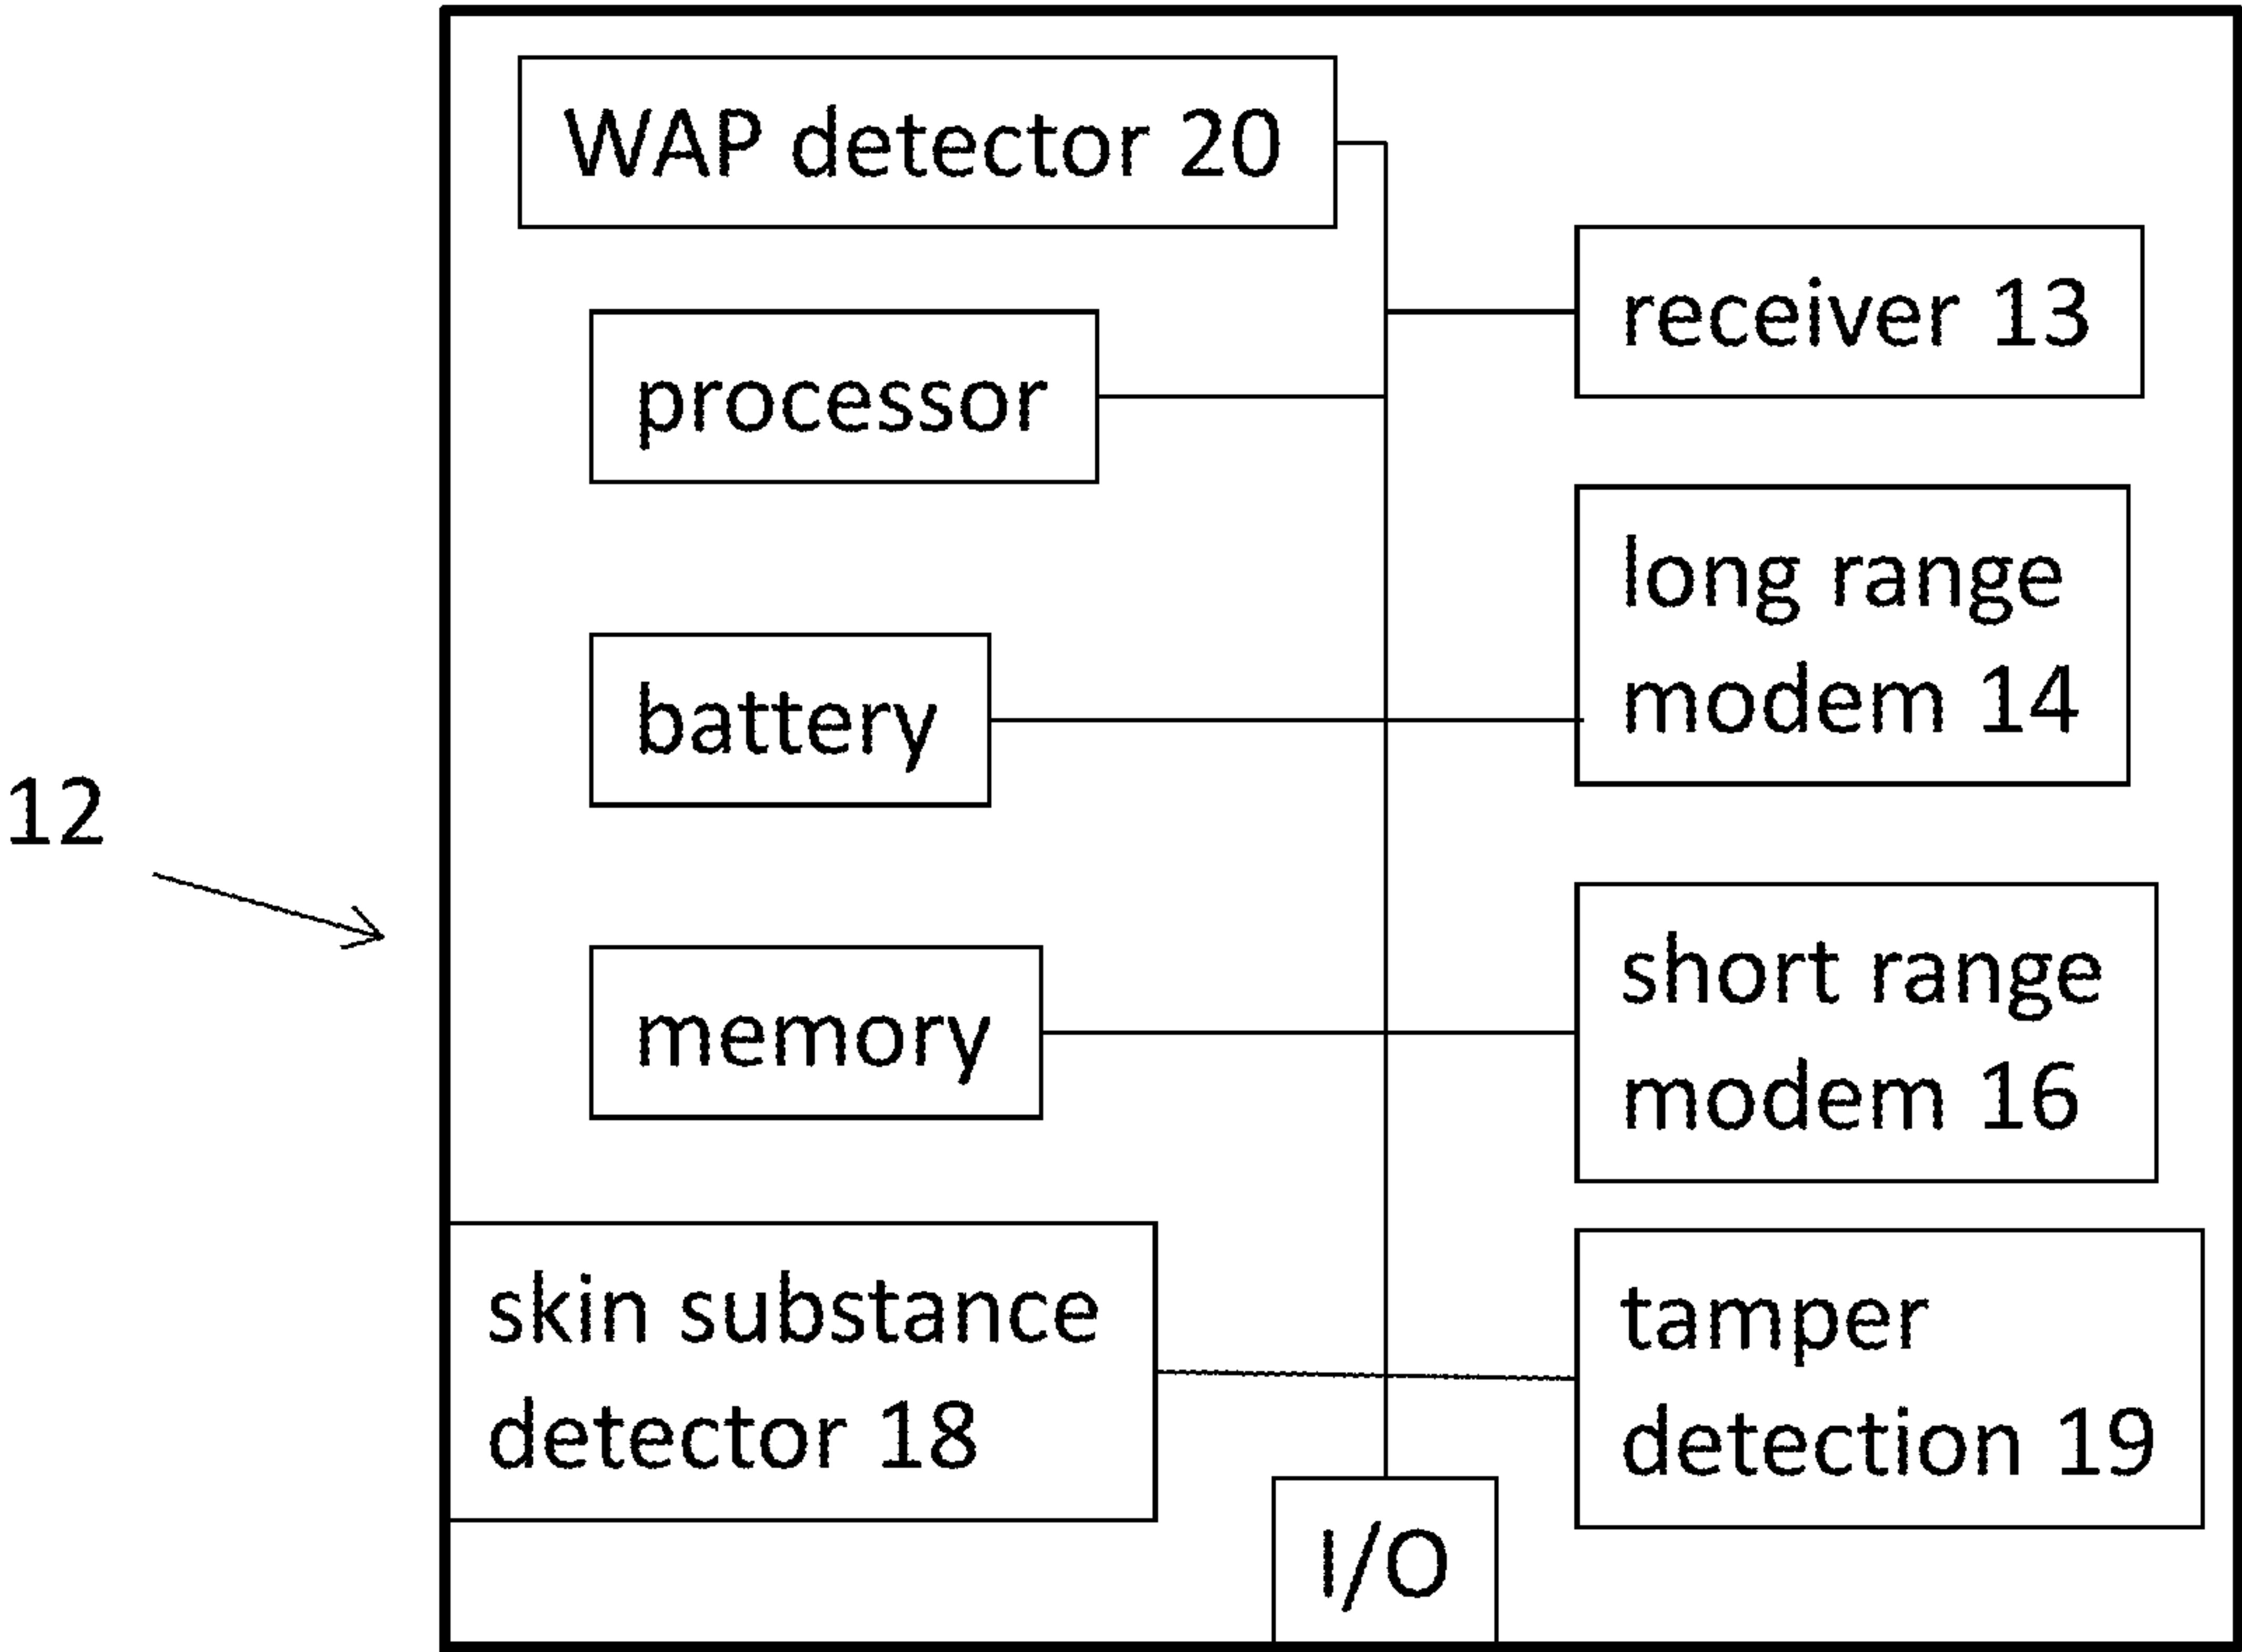 WAP detector 20
receiver 13
processor
long range
modem 14
battery
12
short range
modem 16
memory
skin substance
detector 18
tamper
detection 19
I/O